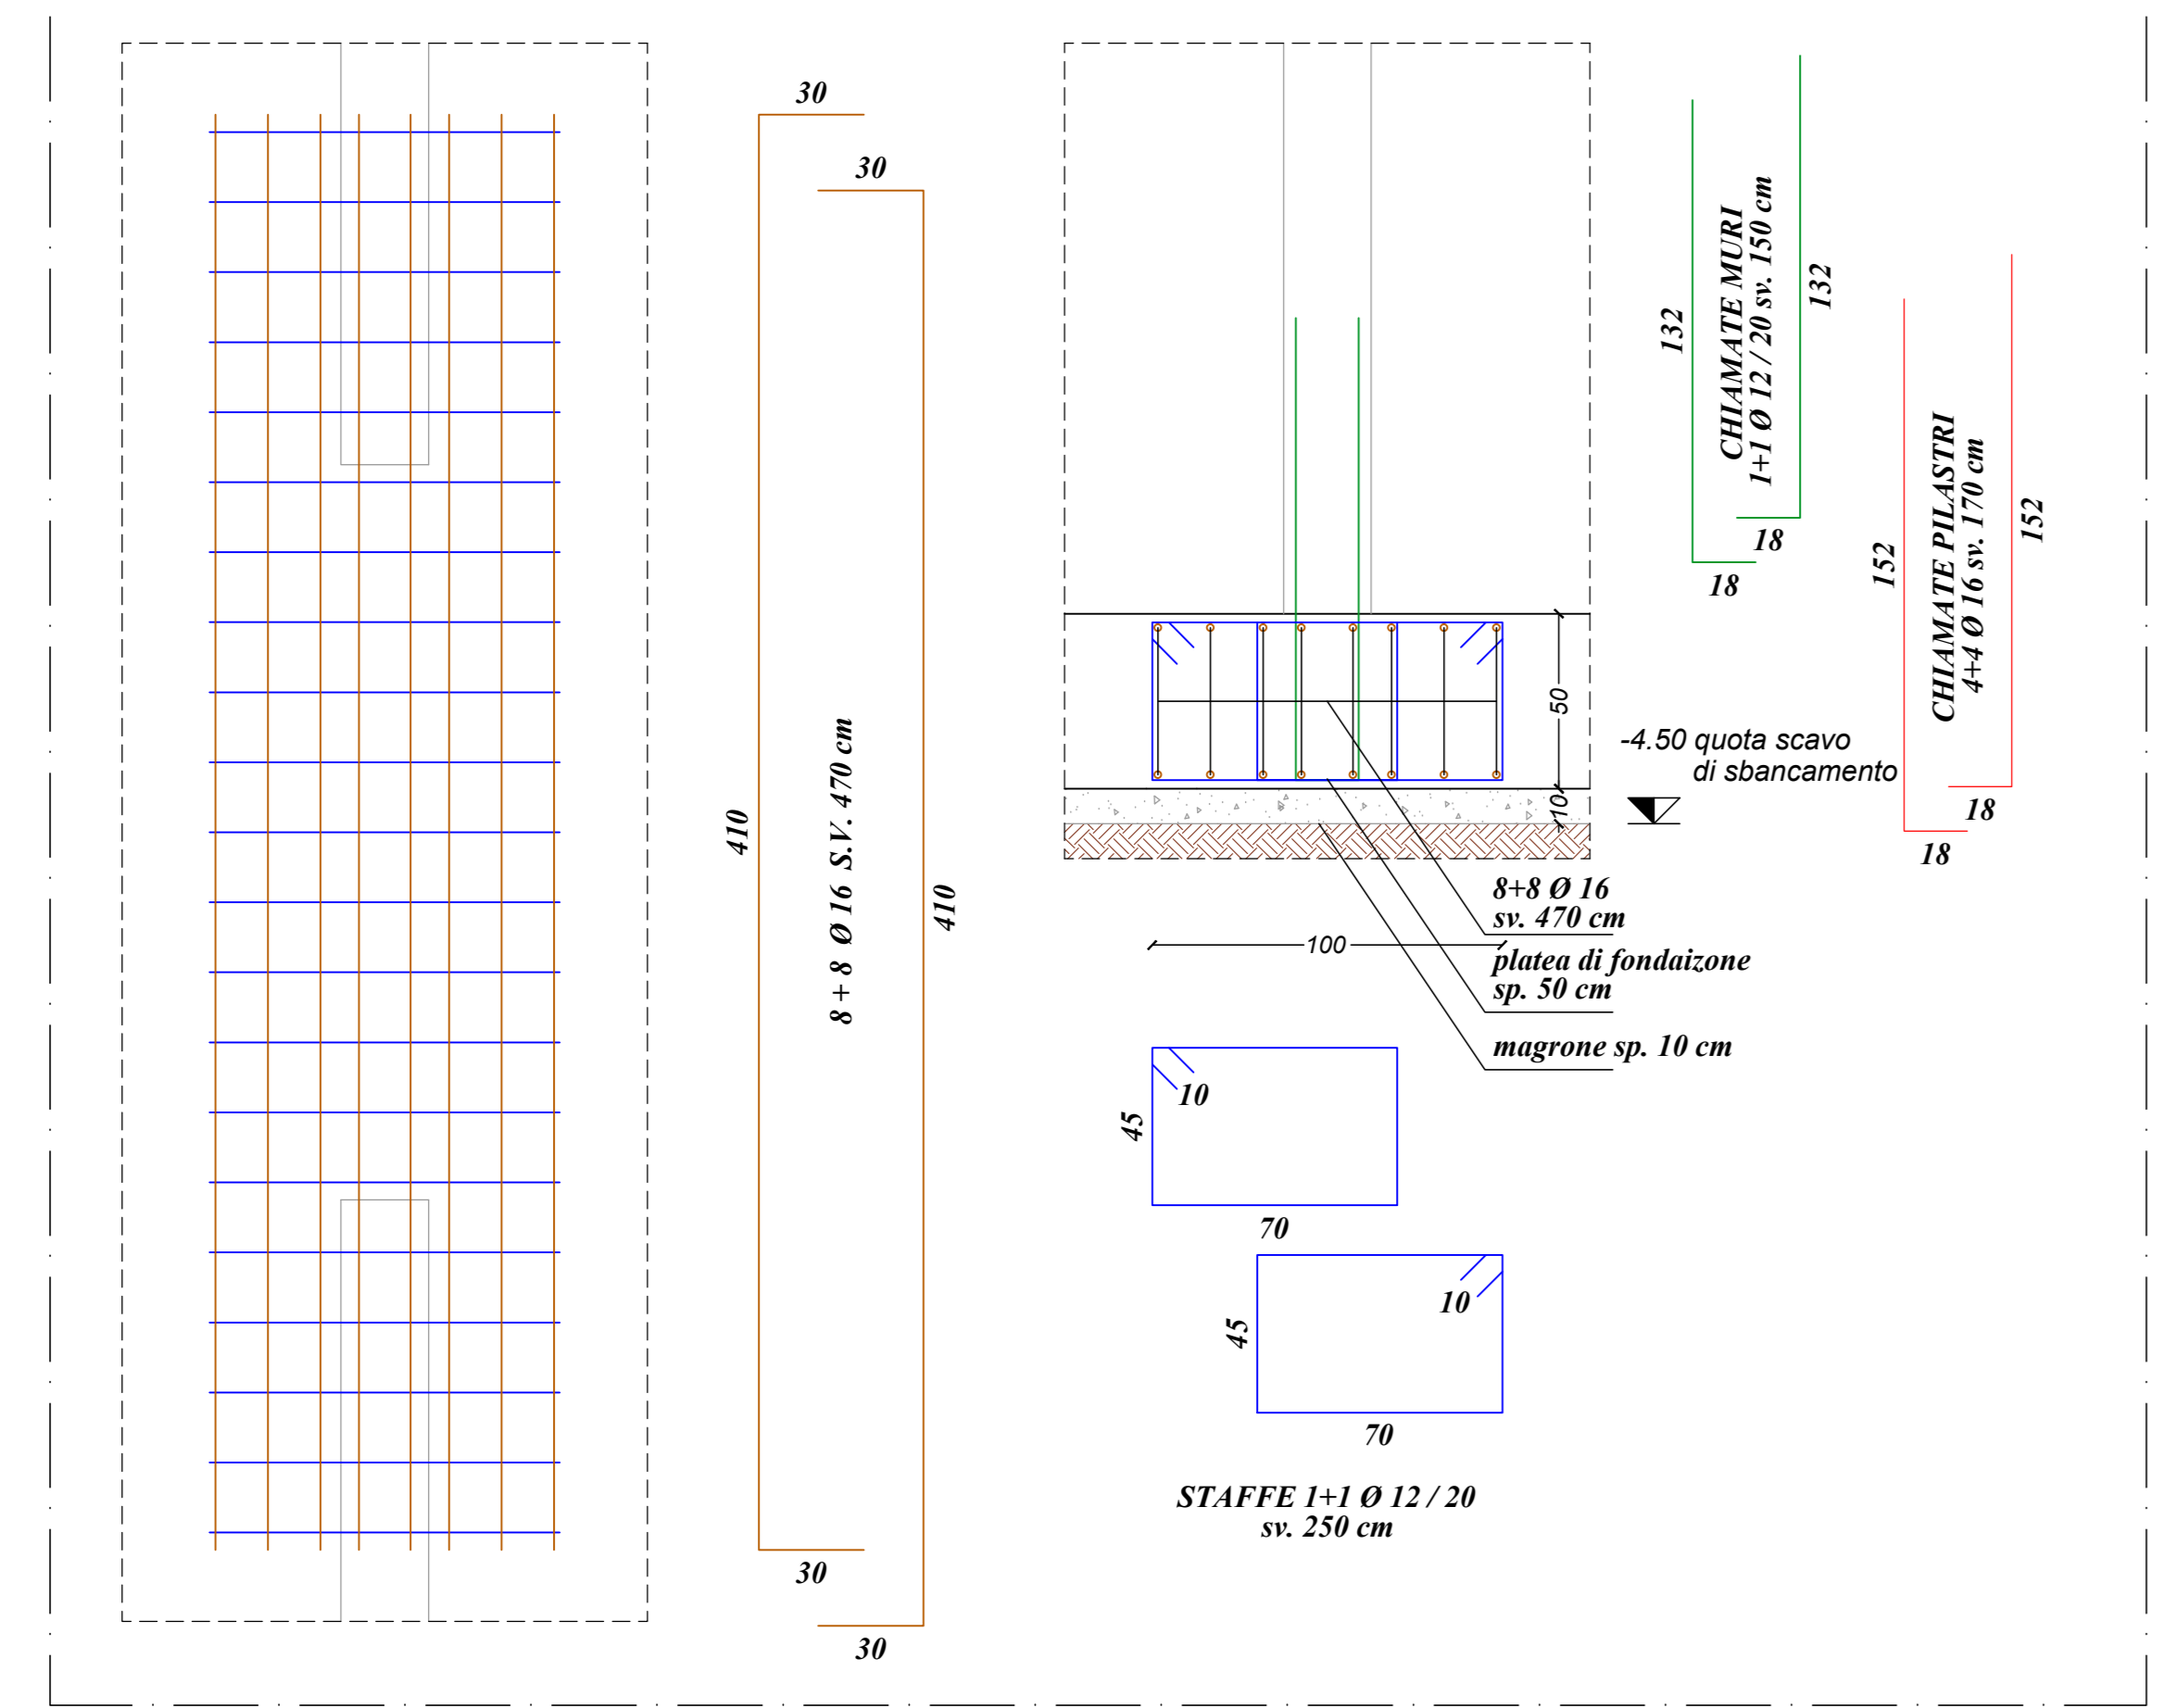 30
30
410
8 + 8 Ø 16 S.V. 470 cm
410
30
30
132
CHIAMATE MURI
1+1 Ø 12 / 20 sv. 150 cm
132
18
18
152
CHIAMATE PILASTRI
4+4 Ø 16 sv. 170 cm
152
18
18
50
10
-4.50 quota scavo
di sbancamento
8+8 Ø 16
sv. 470 cm
100
platea di fondaizone
sp. 50 cm
magrone sp. 10 cm
10
45
70
10
45
70
STAFFE 1+1 Ø 12 / 20
sv. 250 cm